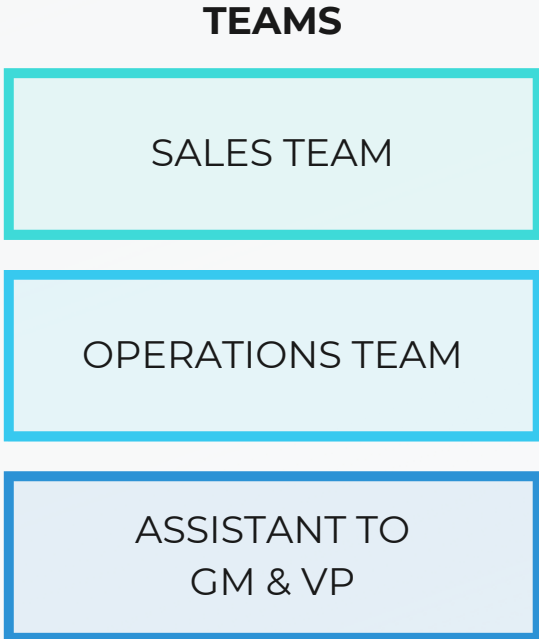 TEAMS
SALES TEAM
OPERATIONS TEAM
ASSISTANT TO
GM & VP